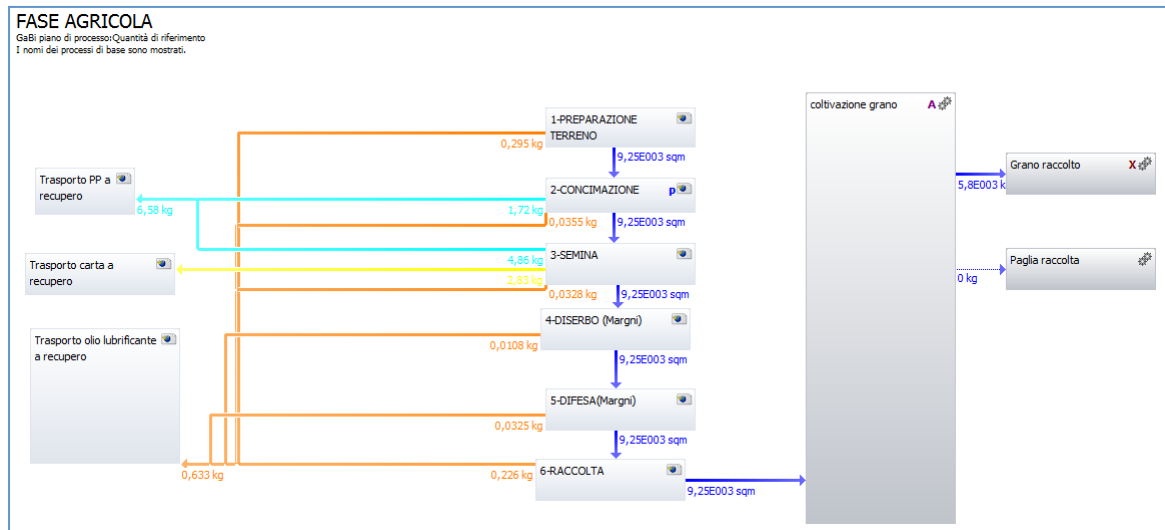 FASE AGRICOLA
GaBi piano di processo:Quantità di riferimento
I nomi dei processi di base sono mostrati.
coltivazione grano
A
1-PREPARAZIONE
TERRENO
0,295 kg
9,25E003 sqm
Grano raccolto
X
5,8E003 k
Trasporto PP a
recupero
6,58 kg
2-CONCIMAZIONE
p
1,72 kg
0,0355 kg
9,25E003 sqm
3-SEMINA
4,86 kg
2,83 kg
0,0328 kg
9,25E003 sqm
Trasporto carta a
recupero
Paglia raccolta
0 kg
4-DISERBO (Margni)
0,0108 kg
9,25E003 sqm
Trasporto olio lubrificante
a recupero
0,633 kg
5-DIFESA(Margni)
0,0325 kg
9,25E003 sqm
6-RACCOLTA
0,226 kg
9,25E003 sqm